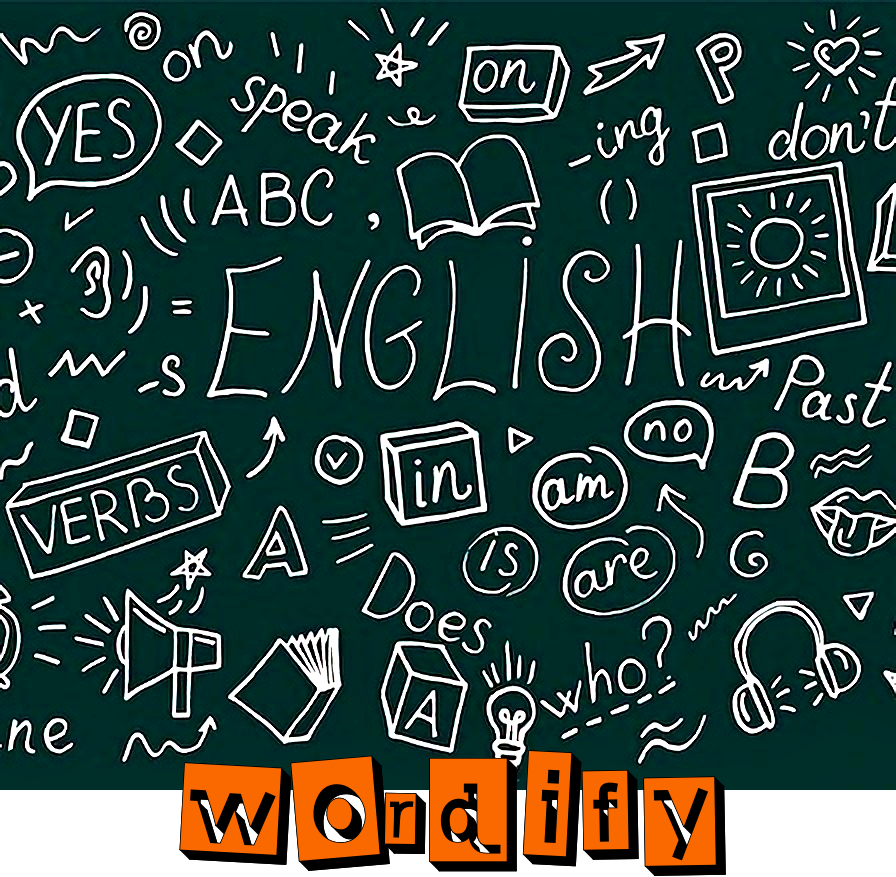 on
on
P
YES
speak
-ing
don't
ABC,
ENGLISH
=
+
-s
d
Past
no
in
am
B
VERBS
A
is
are
G
Does
who?
A
ne
wordify